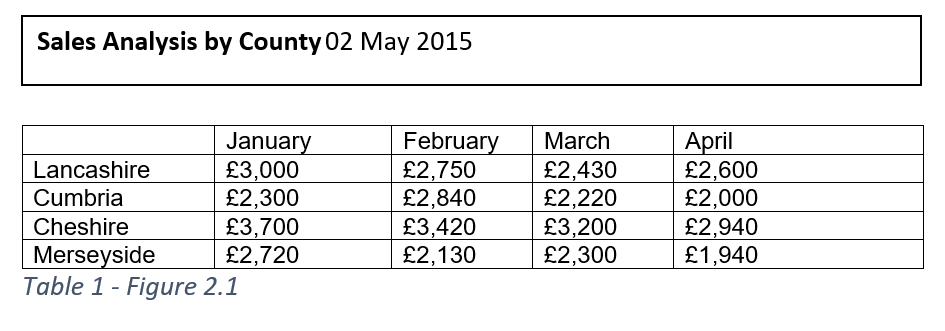 Sales Analysis by County 02 May 2015
January February March April
Lancashire £3,000 £2,750 £2,430 £2,600
Cumbria £2,300 £2,840 £2,220 £2,000
Cheshire £3,700 £3,420 £3,200 £2,940
Merseyside £2,720 £2,130 £2,300 £1,940
Table 1 - Figure 2.1